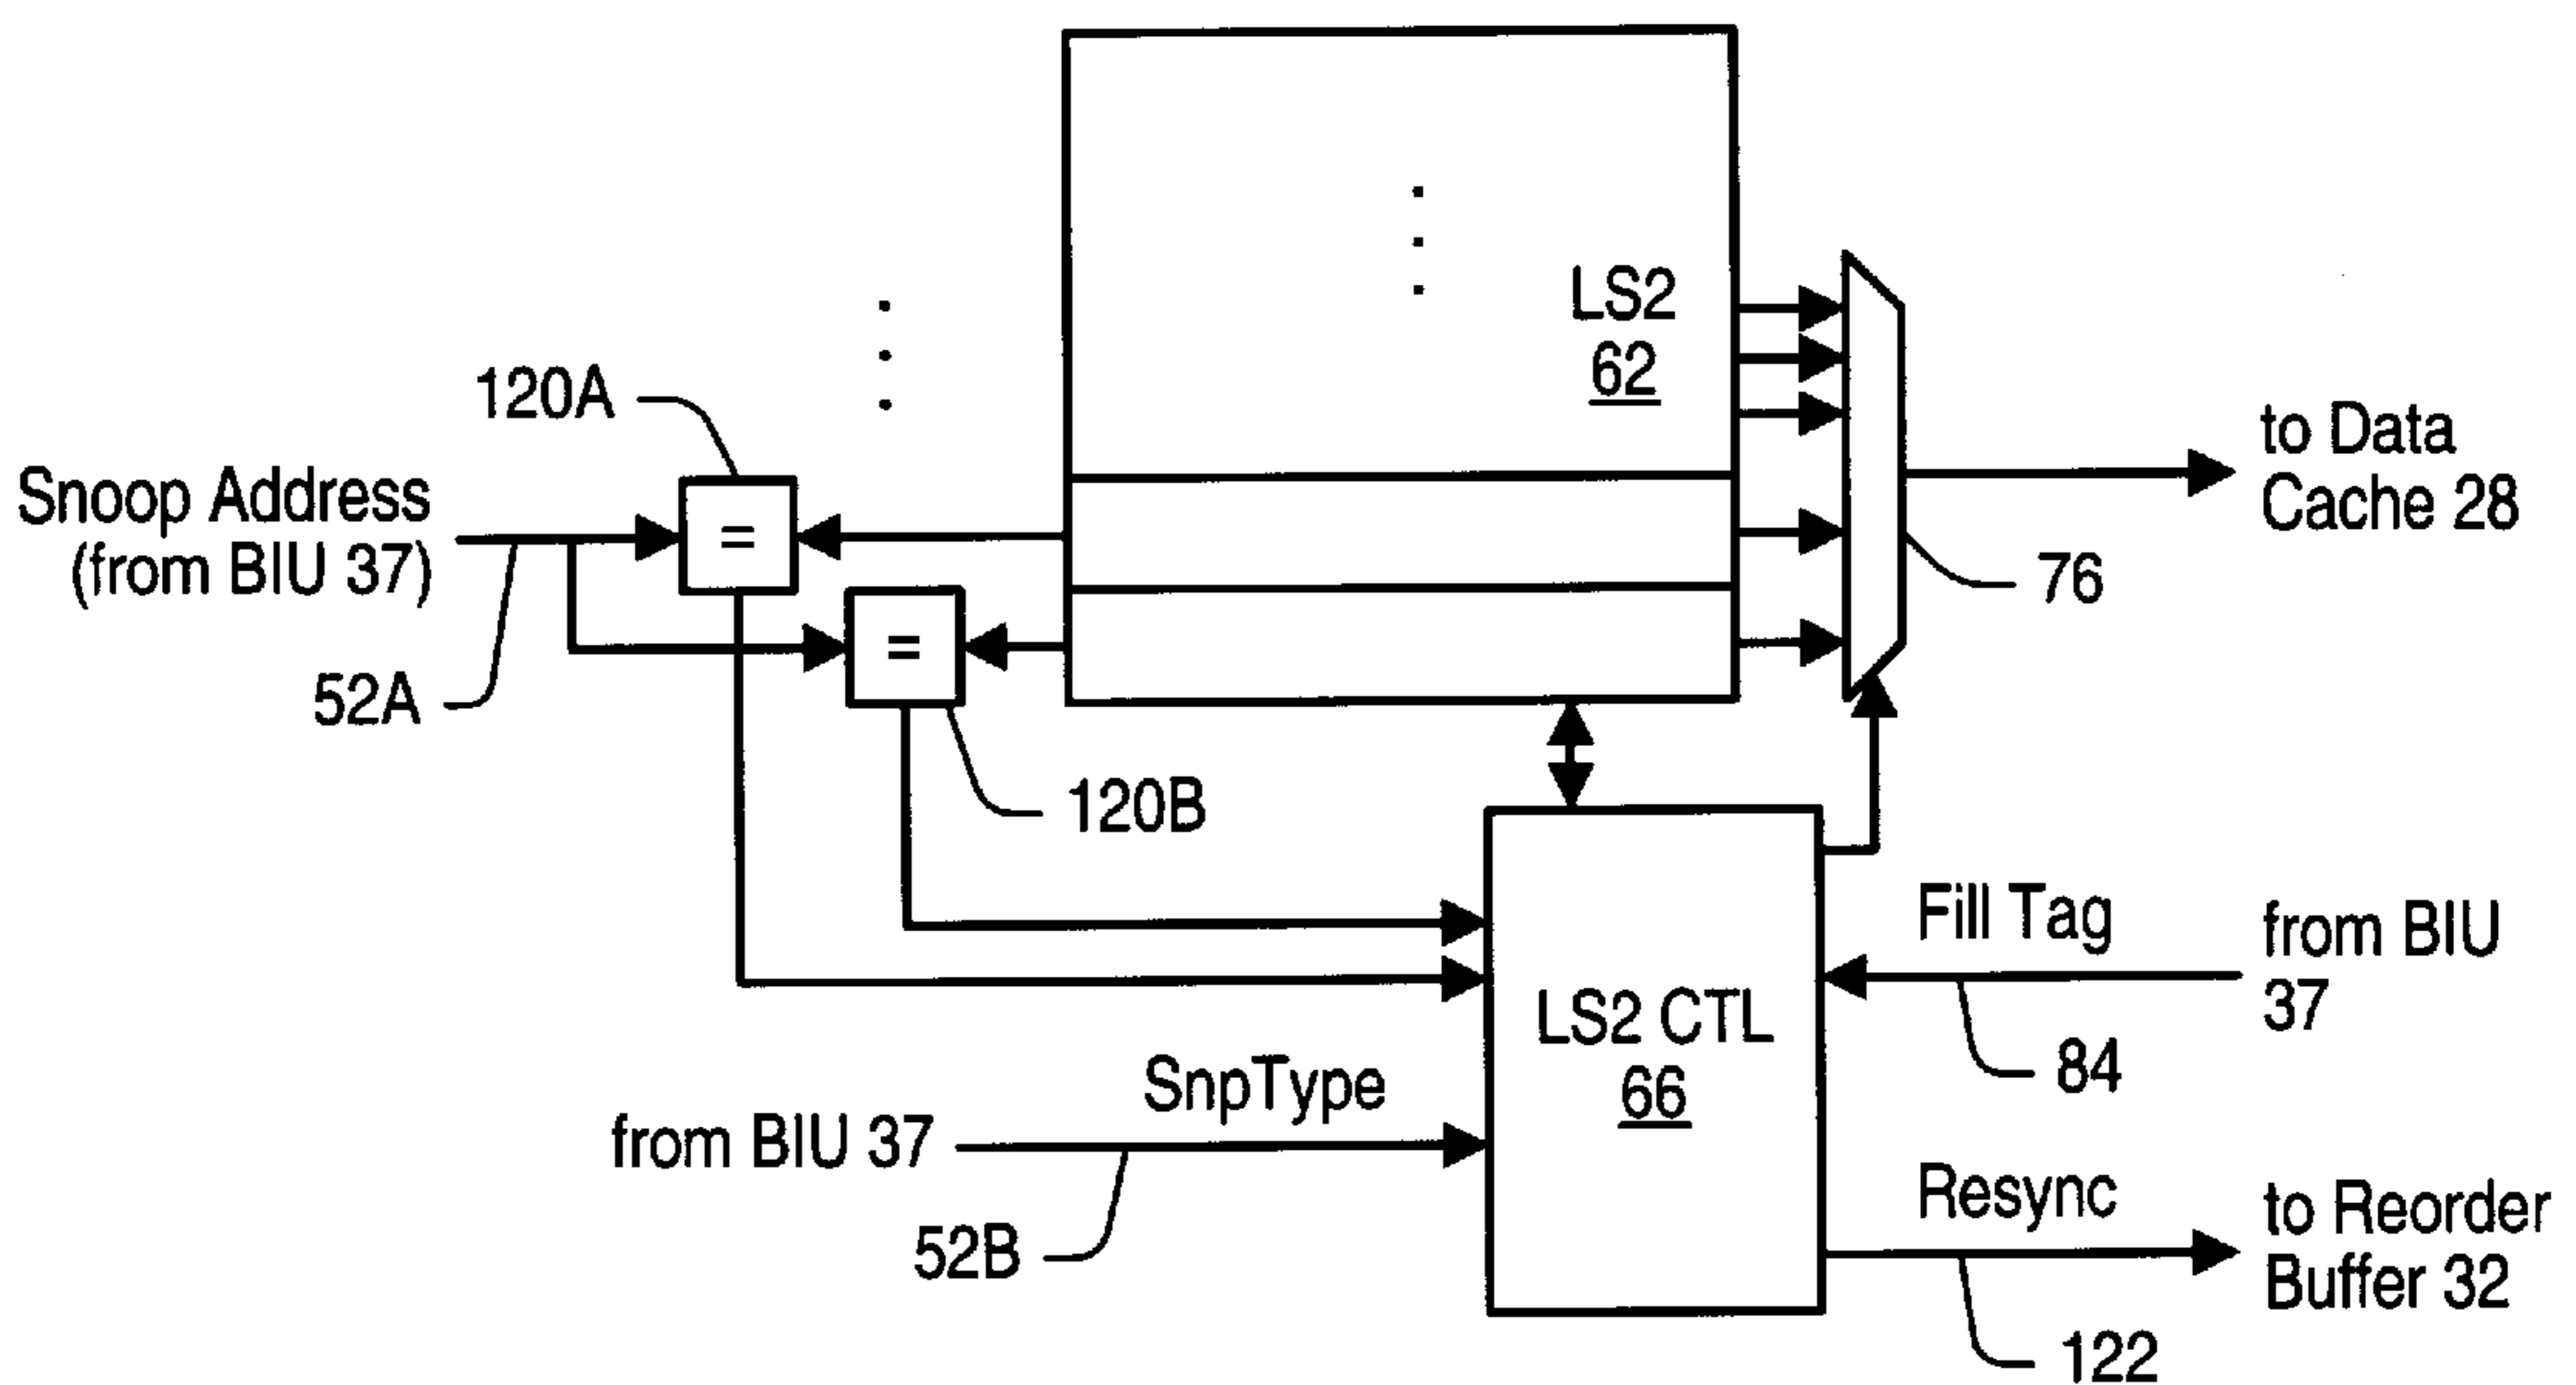 LS2
62
120A
Snoop Address
(from BIU 37)
=
=
52A
120B
to Data
Cache 28
76
Fill Tag
from BIU
37
84
LS2 CTL
66
SnpType
from BIU 37
52B
Resync
to Reorder
Buffer 32
122